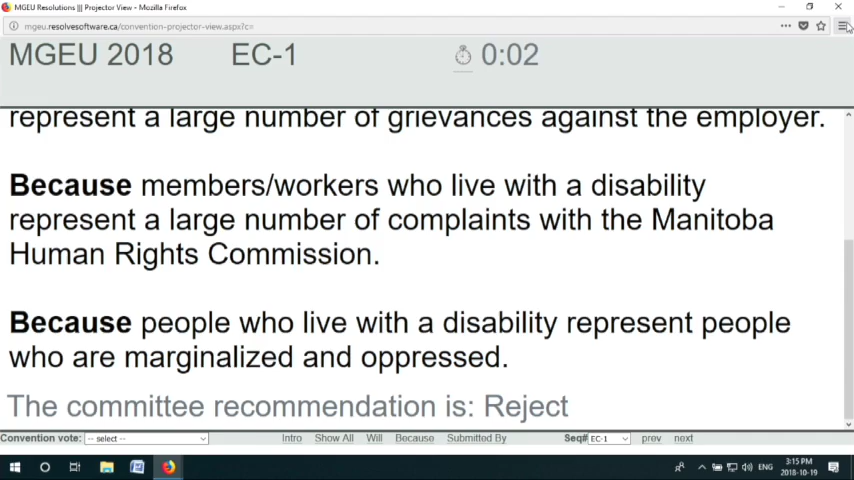 MGEU Resolutions ||| Projector View - Mozilla Firefox
mgeu.resolvesoftware.ca/convention-projector-view.aspx?c=
MGEU 2018 EC-1 0:02
represent a large number of grievances against the employer.
Because members/workers who live with a disability
represent a large number of complaints with the Manitoba
Human Rights Commission.
Because people who live with a disability represent people
who are marginalized and oppressed.
The committee recommendation is: Reject
Convention vote: -- select -- Intro Show All Will Because Submitted By Seq# EC-1 prev next
ENG 3:15 PM
2018-10-19